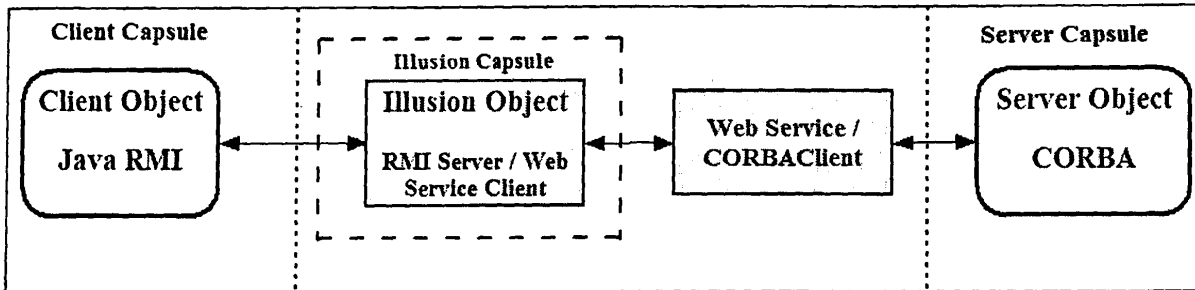 Client Capsule
Client Object
Java RMI
Illusion Capsule
Illusion Object
RMI Server / Web
Service Client
Web Service /
CORBAClient
Server Capsule
Server Object
CORBA